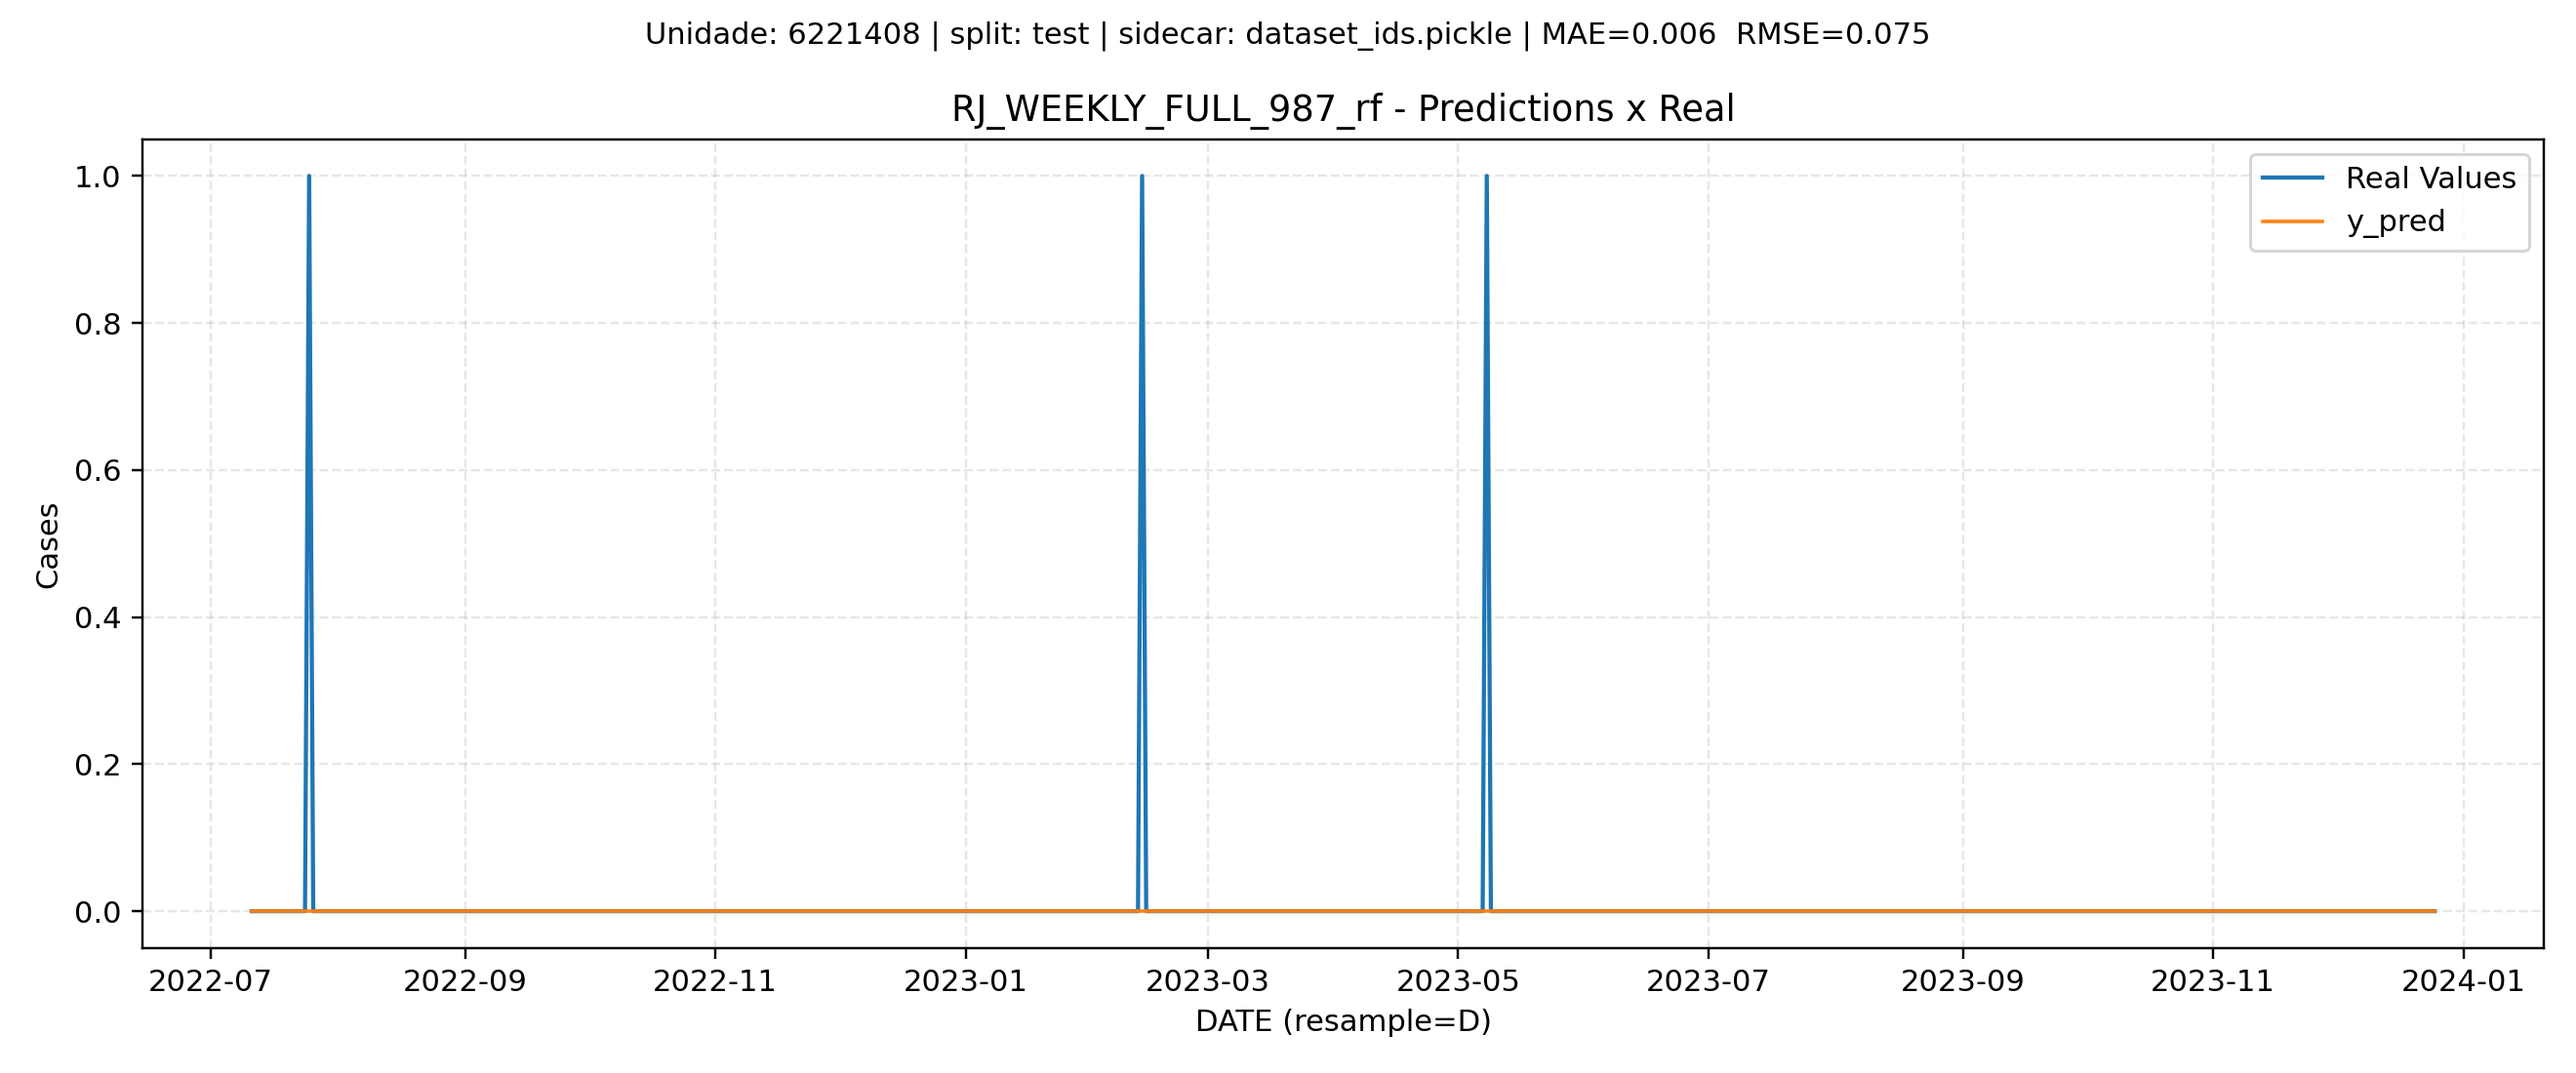 Unidade: 6221408 | split: test | sidecar: dataset_ids.pickle | MAE=0.006  RMSE=0.075
RJ_WEEKLY_FULL_987_rf - Predictions x Real
Real Values
y_pred
1.0
0.8
0.6
0.4
0.2
0.0
Cases
2022-07 2022-09 2022-11 2023-01 2023-03 2023-05 2023-07 2023-09 2023-11 2024-01
DATE (resample=D)